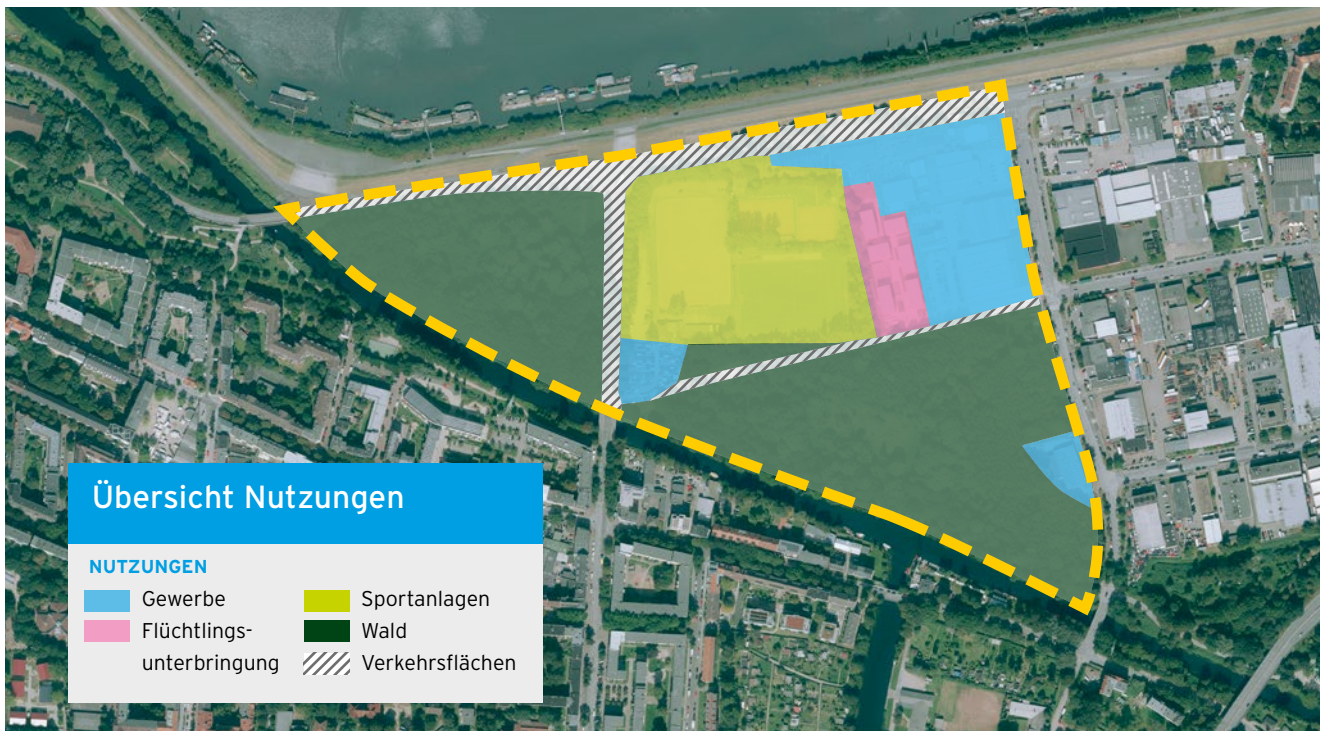 Übersicht Nutzungen
NUTZUNGEN
Gewerbe
Flüchtlings-
unterbringung
Sportanlagen
Wald
Verkehrsflächen